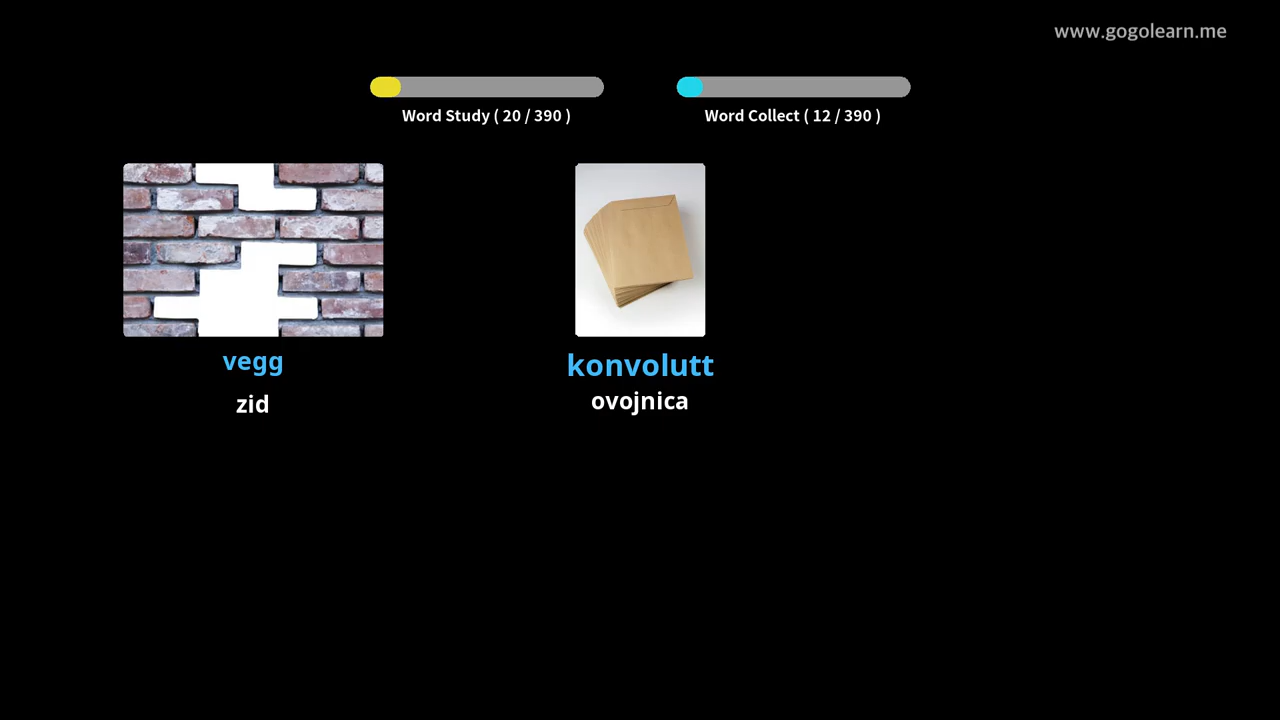 www.gogolearn.me
Word Study ( 20 / 390 )
Word Collect ( 12 / 390 )
vegg
zid
konvolutt
ovojnica